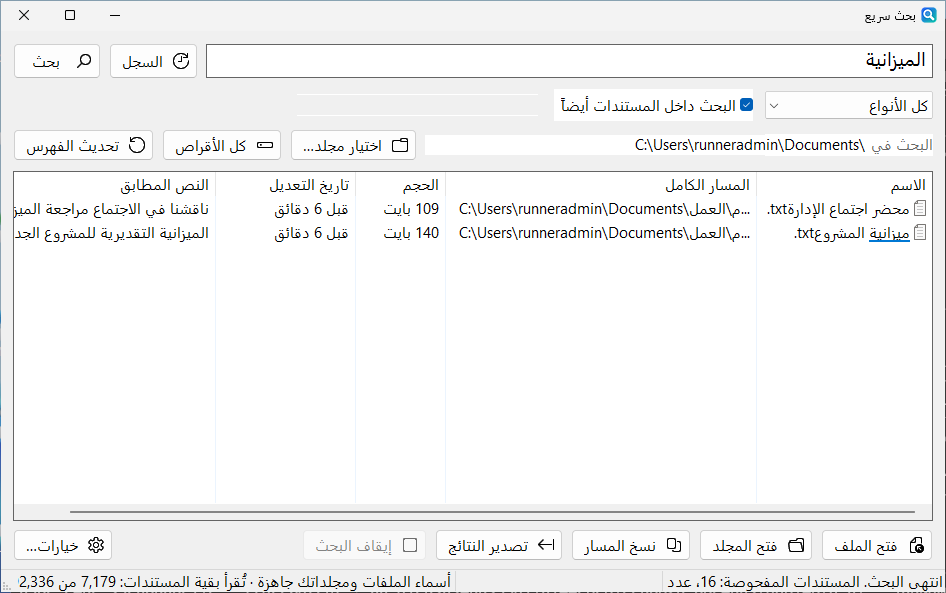 بحث سريع
الميزانية
السجل
بحث
كل الأنواع
البحث داخل المستندات أيضاً
البحث في C:\Users\runneradmin\Documents\
اختيار مجلد...
كل الأقراص
تحديث الفهرس
الاسم المسار الكامل الحجم تاريخ التعديل النص المطابق
محضر اجتماع الإدارة.txt C:\Users\runneradmin\Documents\م\العمل... 109 بايت قبل 6 دقائق ناقشنا في الاجتماع مراجعة
ميزانية المشروع.txt C:\Users\runneradmin\Documents\م\العمل... 140 بايت قبل 6 دقائق الميزانية التقديرية للمشروع
فتح الملف
فتح المجلد
نسخ المسار
تصدير النتائج
إيقاف البحث
خيارات...
انتهى البحث. المستندات المفحوصة: 16، عدد
أسماء الملفات ومجلداتك جاهزة · تُقرأ بقية المستندات: 7,179 من 2,336